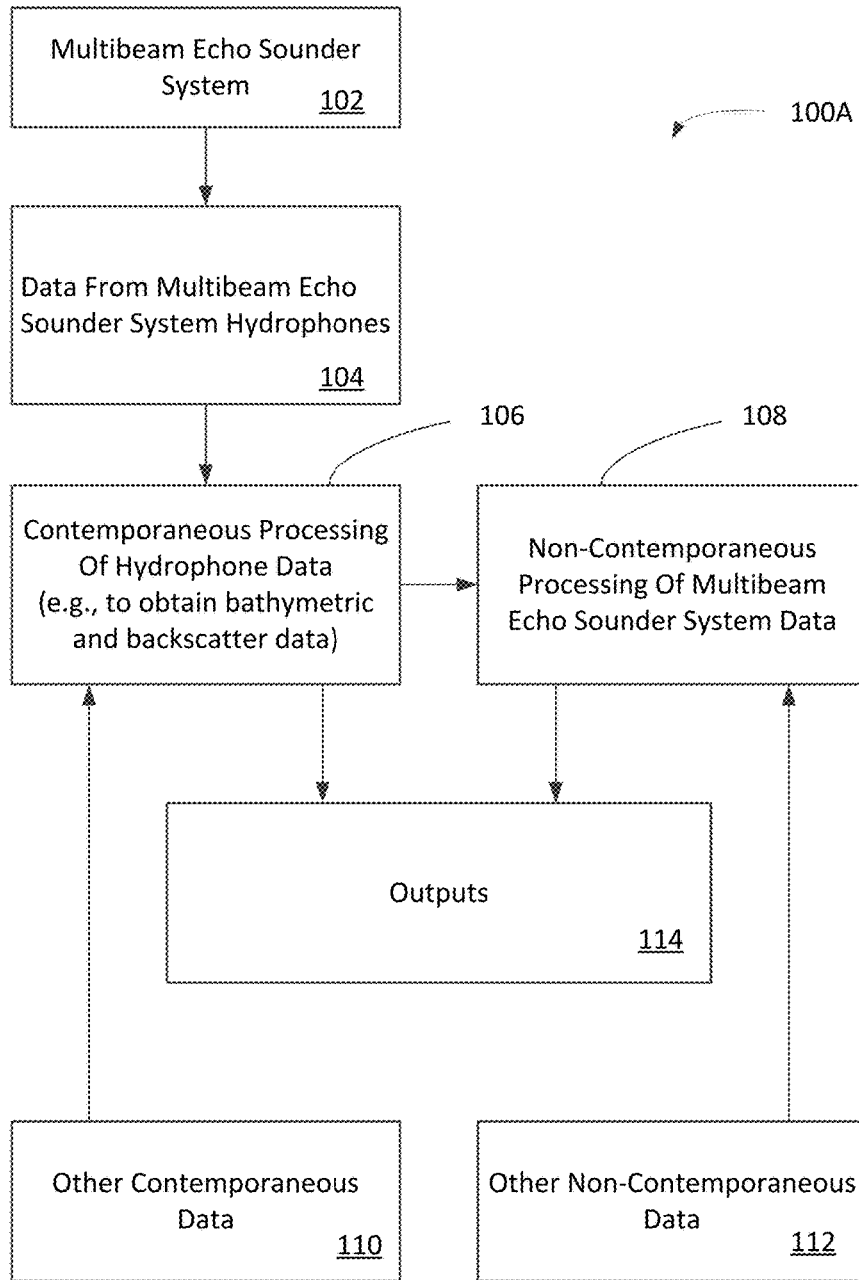 Multibeam Echo Sounder
System
102
100A
Data From Multibeam Echo
Sounder System Hydrophones
104
106
108
Contemporaneous Processing
Of Hydrophone Data
(e.g., to obtain bathymetric
and backscatter data)
Non-Contemporaneous
Processing Of Multibeam
Echo Sounder System Data
Outputs
114
Other Contemporaneous
Data
110
Other Non-Contemporaneous
Data
112